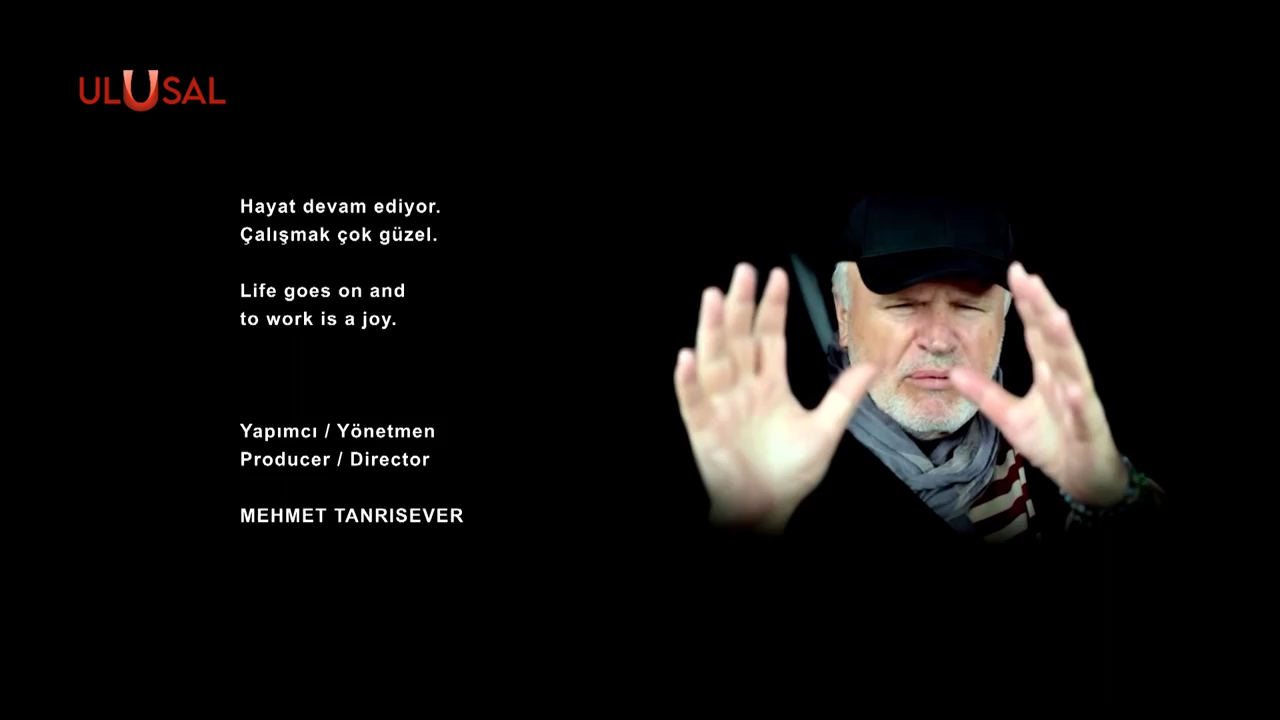 ULUSAL
Hayat devam ediyor.
Çalışmak çok güzel.
Life goes on and
to work is a joy.
Yapımcı / Yönetmen
Producer / Director
MEHMET TANRISEVER